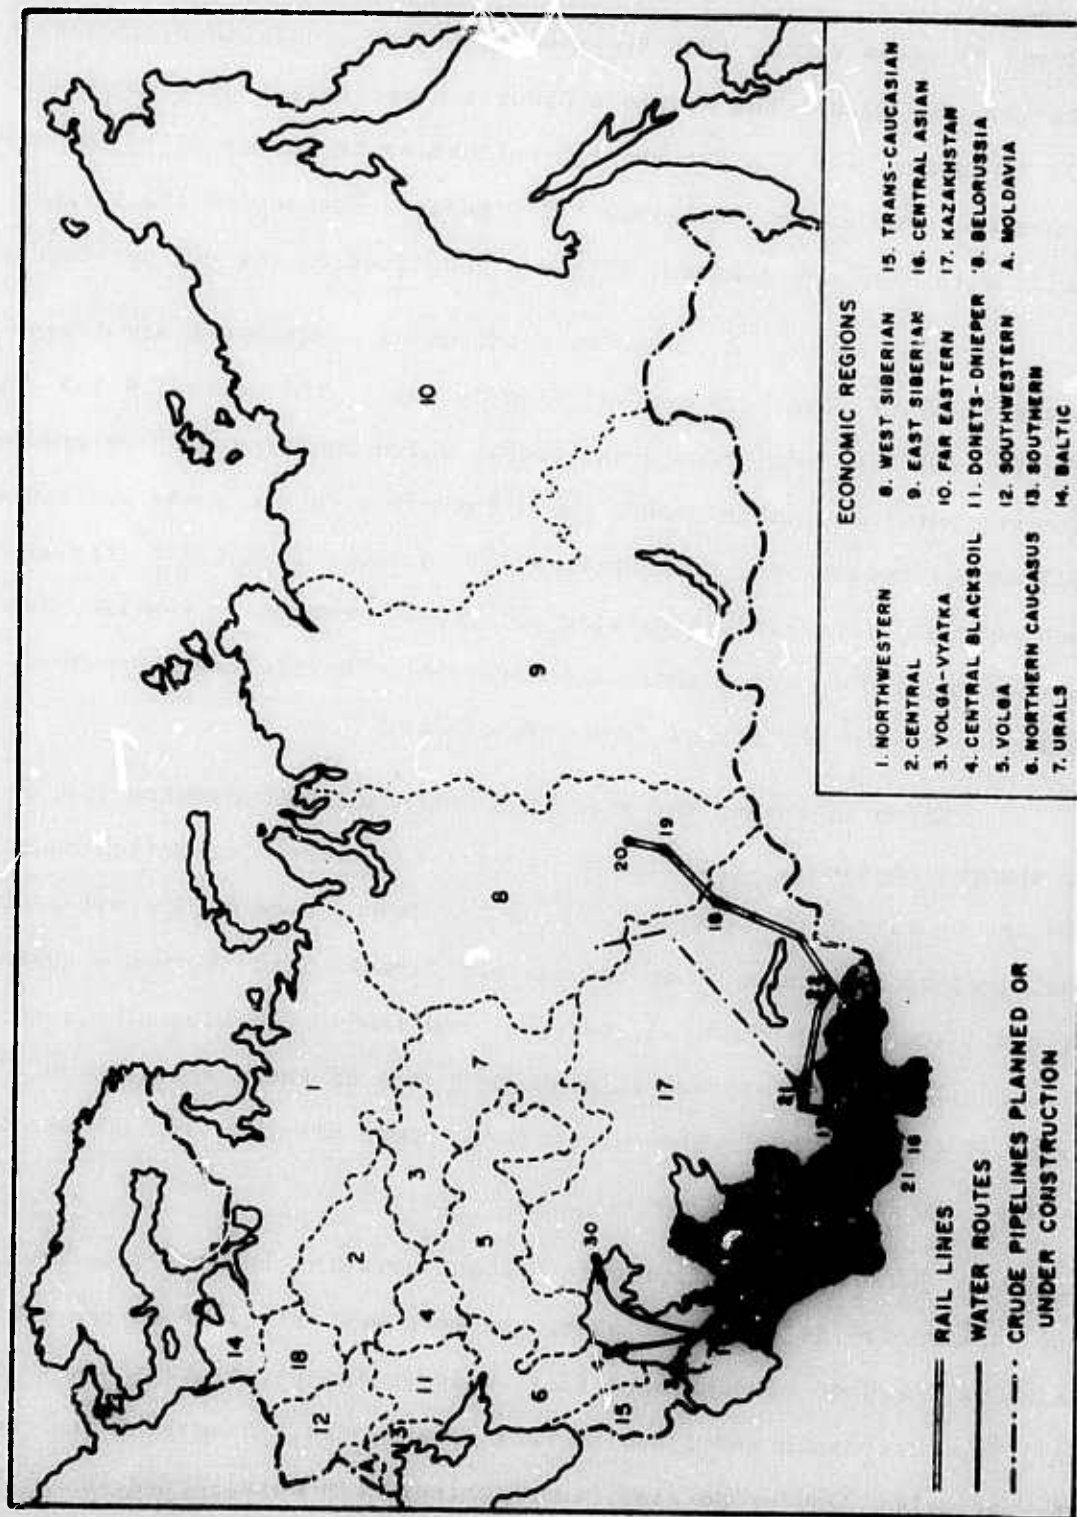 ECONOMIC REGIONS
1. NORTHWESTERN
2. CENTRAL
3. VOLGA-VYATKA
4. CENTRAL BLACKSOIL
5. VOLGA
6. NORTHERN CAUCASUS
7. URALS
8. WEST SIBERIAN
9. EAST SIBERIAN
10. FAR EASTERN
11. DONETS-DNIEPER
12. SOUTHWESTERN
13. SOUTHERN
14. BALTIC
15. TRANS-CAUCASIAN
16. CENTRAL ASIAN
17. KAZAKHSTAN
'8. BELORUSSIA
A. MOLDAVIA
RAIL LINES
WATER ROUTES
CRUDE PIPELINES PLANNED OR
UNDER CONSTRUCTION
1
2
3
4
5
6
7
8
9
10
11
12
14
15
16
17
18
18
19
20
21
21
30
A